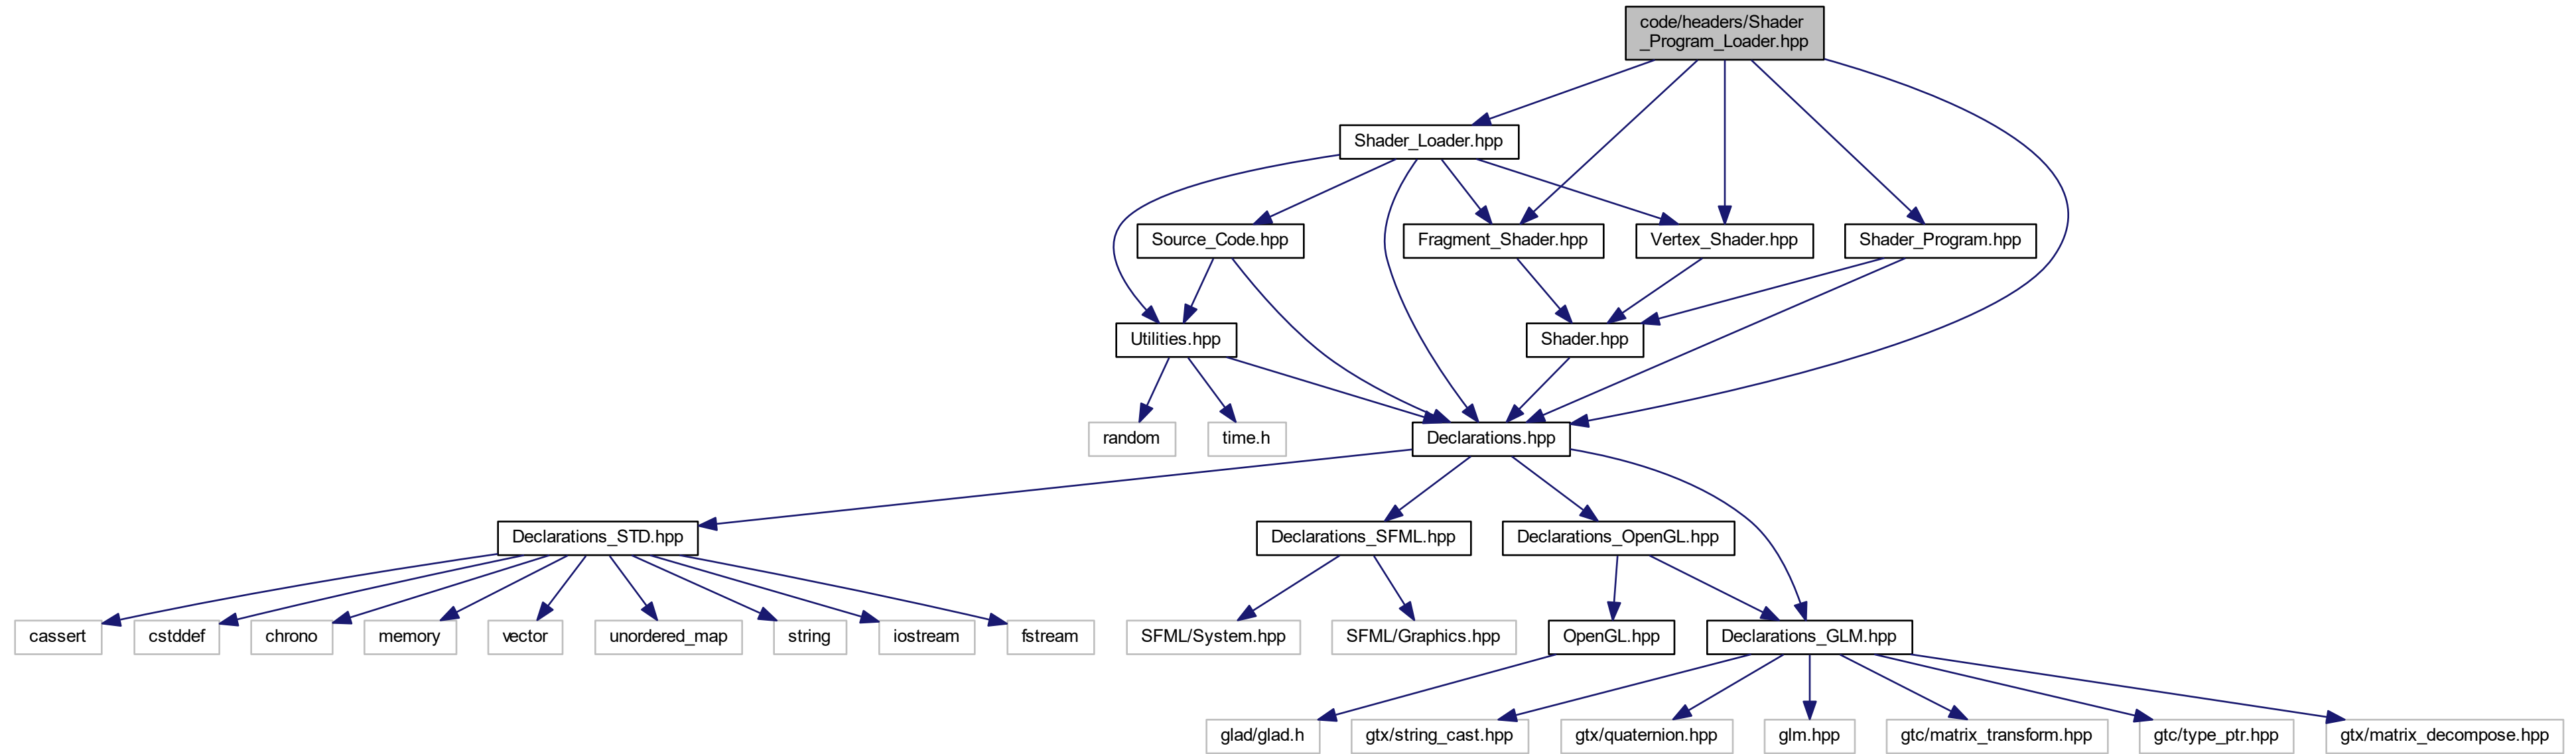 code/headers/Shader
_Program_Loader.hpp
Shader_Loader.hpp
Source_Code.hpp
Fragment_Shader.hpp
Vertex_Shader.hpp
Shader_Program.hpp
Utilities.hpp
Shader.hpp
random
time.h
Declarations.hpp
Declarations_STD.hpp
Declarations_SFML.hpp
Declarations_OpenGL.hpp
cassert
cstddef
chrono
memory
vector
unordered_map
string
iostream
fstream
SFML/System.hpp
SFML/Graphics.hpp
OpenGL.hpp
Declarations_GLM.hpp
glad/glad.h
gtx/string_cast.hpp
gtx/quaternion.hpp
glm.hpp
gtc/matrix_transform.hpp
gtc/type_ptr.hpp
gtx/matrix_decompose.hpp